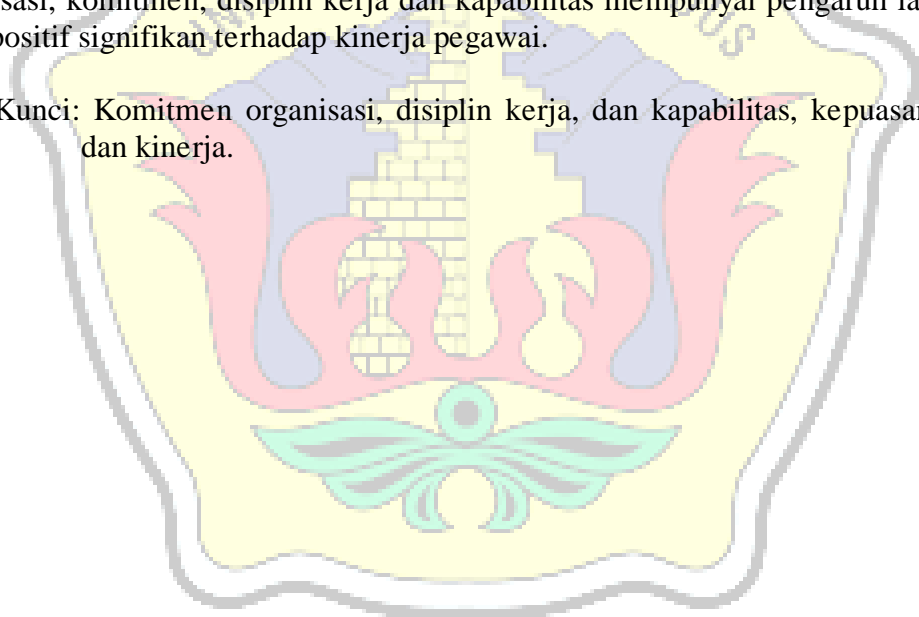 sasi, komitmen, disiplin kerja dan kapabilitas mempunyai pengaruh la
positif signifikan terhadap kinerja pegawai.
Kunci: Komitmen organisasi, disiplin kerja, dan kapabilitas, kepuasan
dan kinerja.